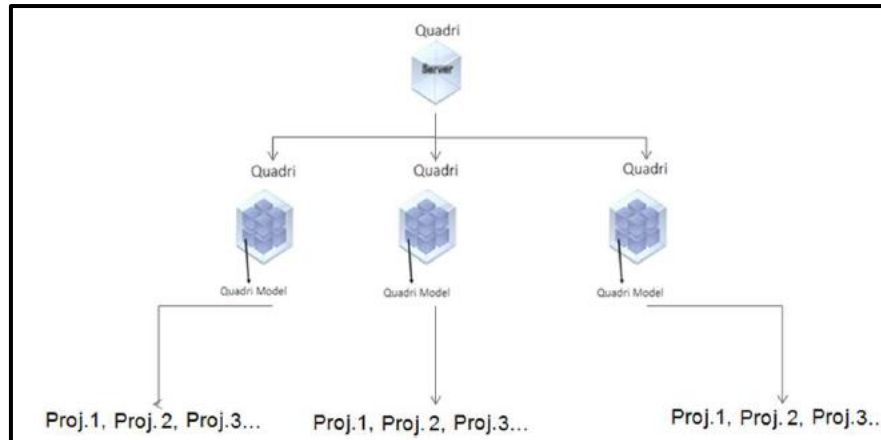 Quadri
Server
Quadri Quadri Quadri
Quadri Model Quadri Model Quadri Model
Proj.1, Proj. 2, Proj.3... Proj.1, Proj. 2, Proj.3... Proj.1, Proj. 2, Proj.3...